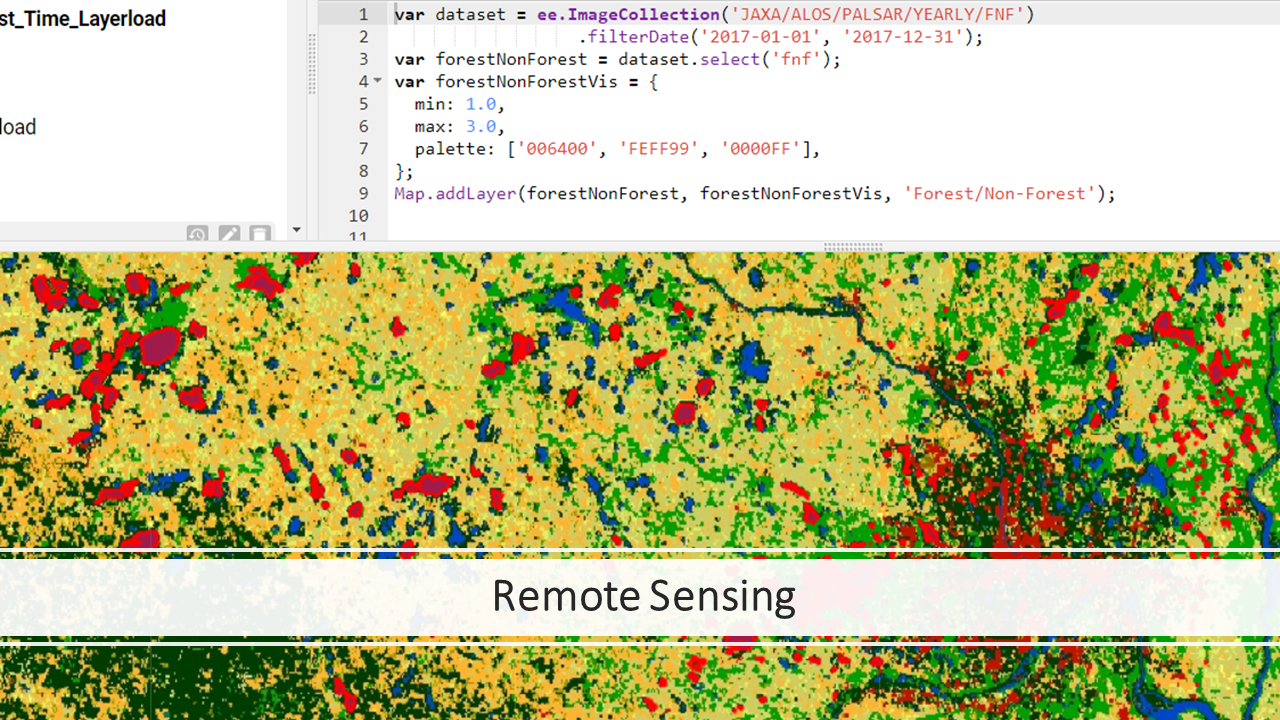 st_Time_Layerload
load
1 var dataset = ee.ImageCollection('JAXA/ALOS/PALSAR/YEARLY/FNF')
2 .filterDate('2017-01-01', '2017-12-31');
3 var forestNonForest = dataset.select('fnf');
4 var forestNonForestVis = {
5 min: 1.0,
6 max: 3.0,
7 palette: ['006400', 'FEFF99', '0000FF'],
8 };
9 Map.addLayer(forestNonForest, forestNonForestVis, 'Forest/Non-Forest');
10
11
Remote Sensing